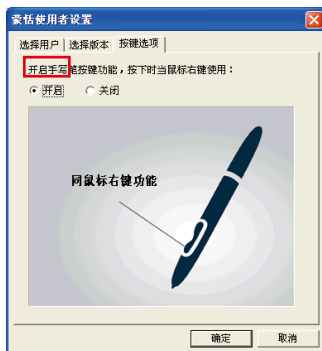 蒙恬使用者设置
选择用户 选择版本 按键选项
开启手写笔按键功能，按下时当鼠标右键使用：
开启 关闭
同鼠标右键功能
确定 取消